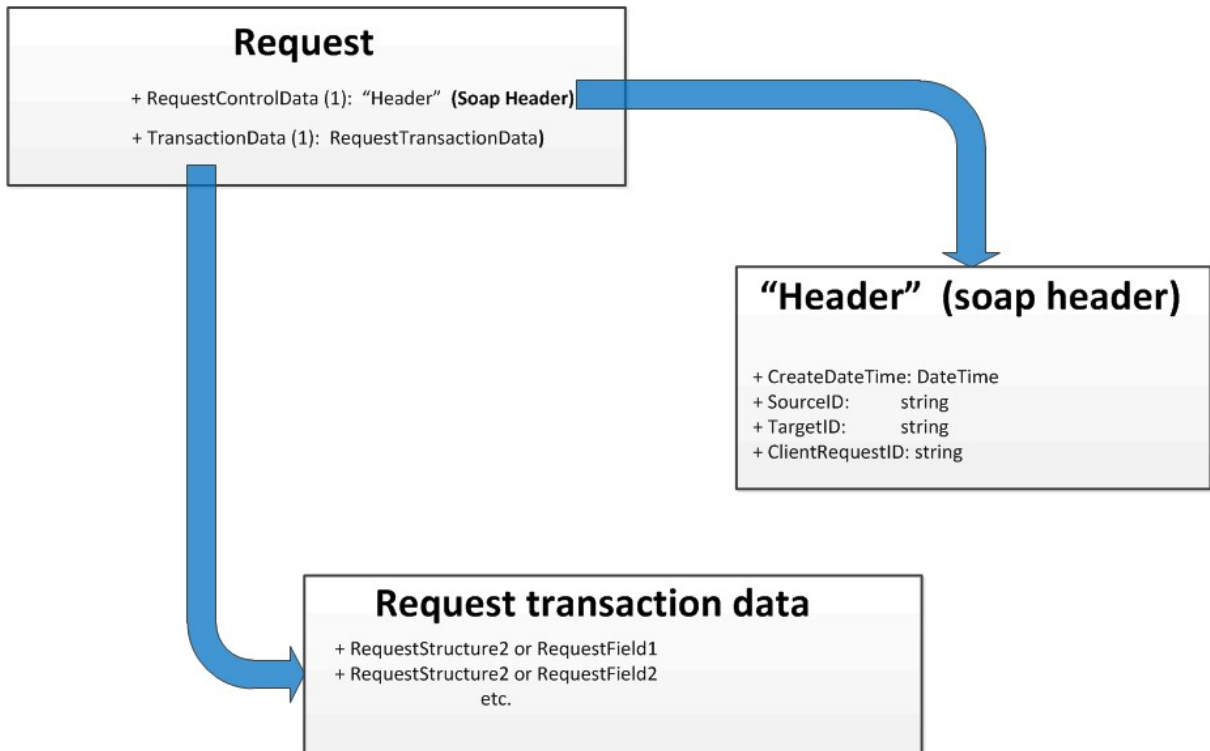 Request
+ RequestControlData (1): “Header” (Soap Header)
+ TransactionData (1): RequestTransactionData)
“Header” (soap header)
+ CreateDateTime: DateTime
+ SourceID: string
+ TargetID: string
+ ClientRequestID: string
Request transaction data
+ RequestStructure2 or RequestField1
+ RequestStructure2 or RequestField2
etc.